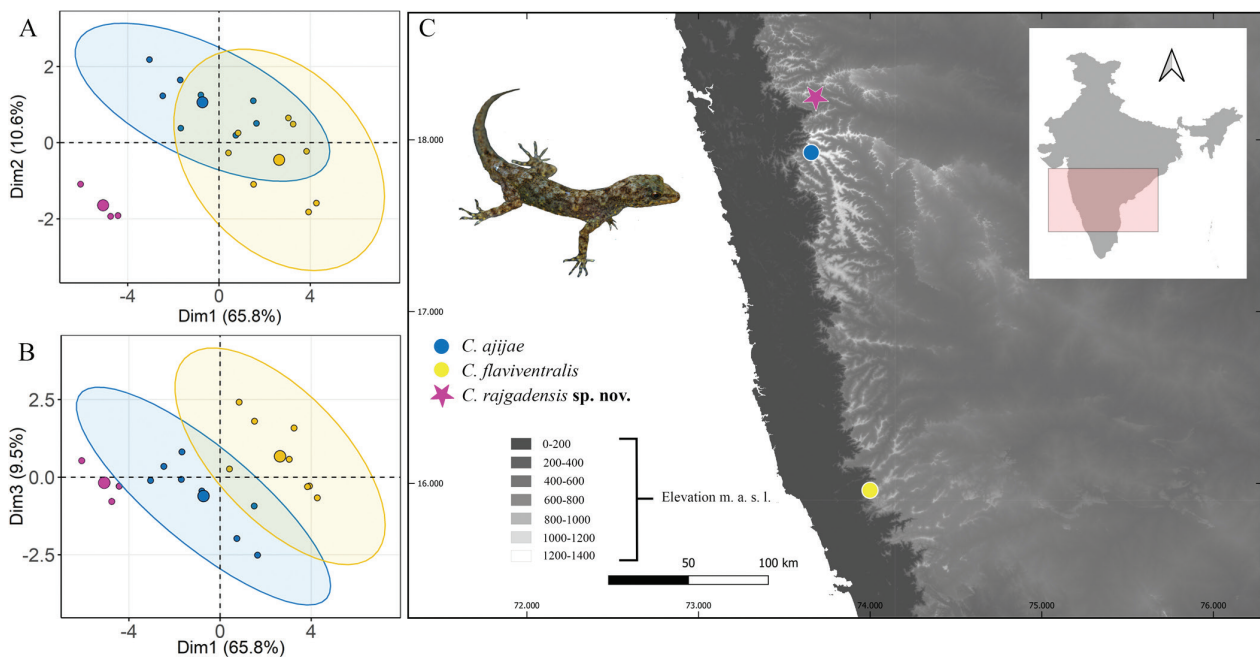 A
Dim2 (10.6%)
2
0
-2
-4
0
4
Dim1 (65.8%)
B
Dim3 (9.5%)
2.5
0.0
-2.5
-4
0
4
Dim1 (65.8%)
C
18.000
17.000
16.000
C. ajijae
C. flaviventralis
C. rajgadensis sp. nov.
0-200
200-400
400-600
600-800
800-1000
1000-1200
1200-1400
Elevation m. a. s. l.
50 100 km
72.000 73.000 74.000 75.000 76.000